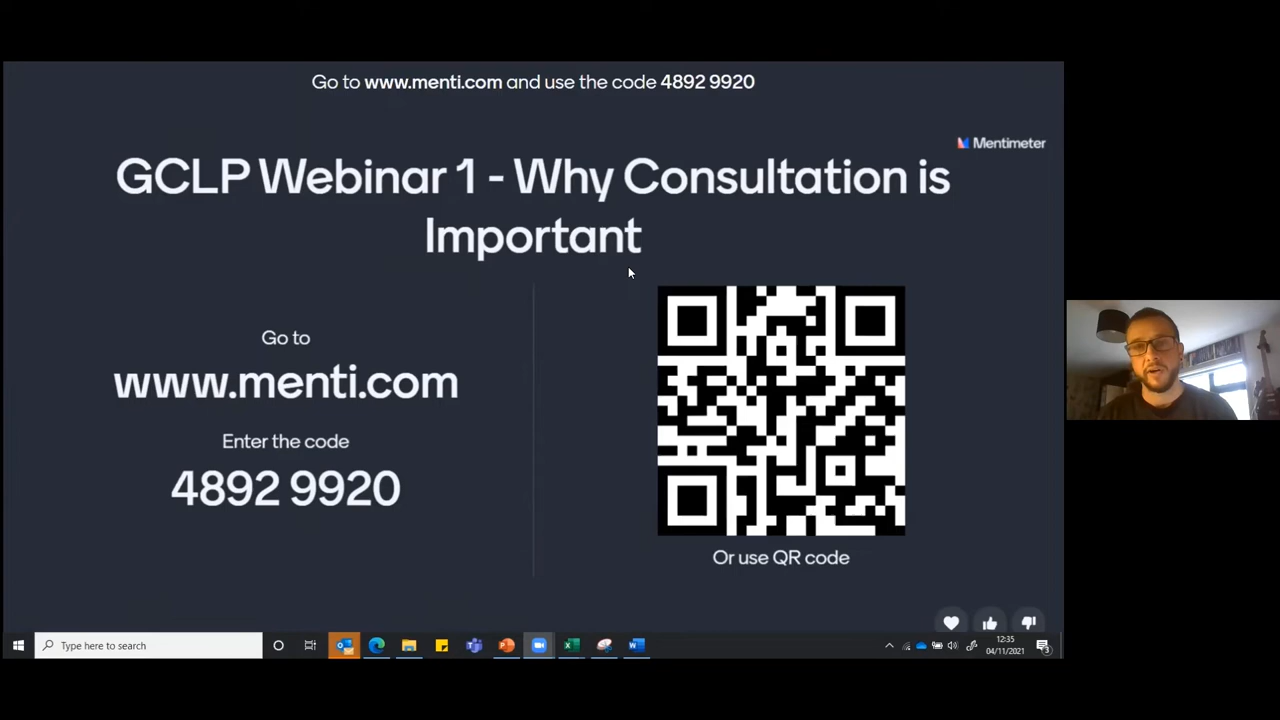 Go to www.menti.com and use the code 4892 9920
Mentimeter
GCLP Webinar 1 - Why Consultation is
Important
Go to
www.menti.com
Enter the code
4892 9920
Or use QR code
Type here to search
12:35
04/11/2021
3